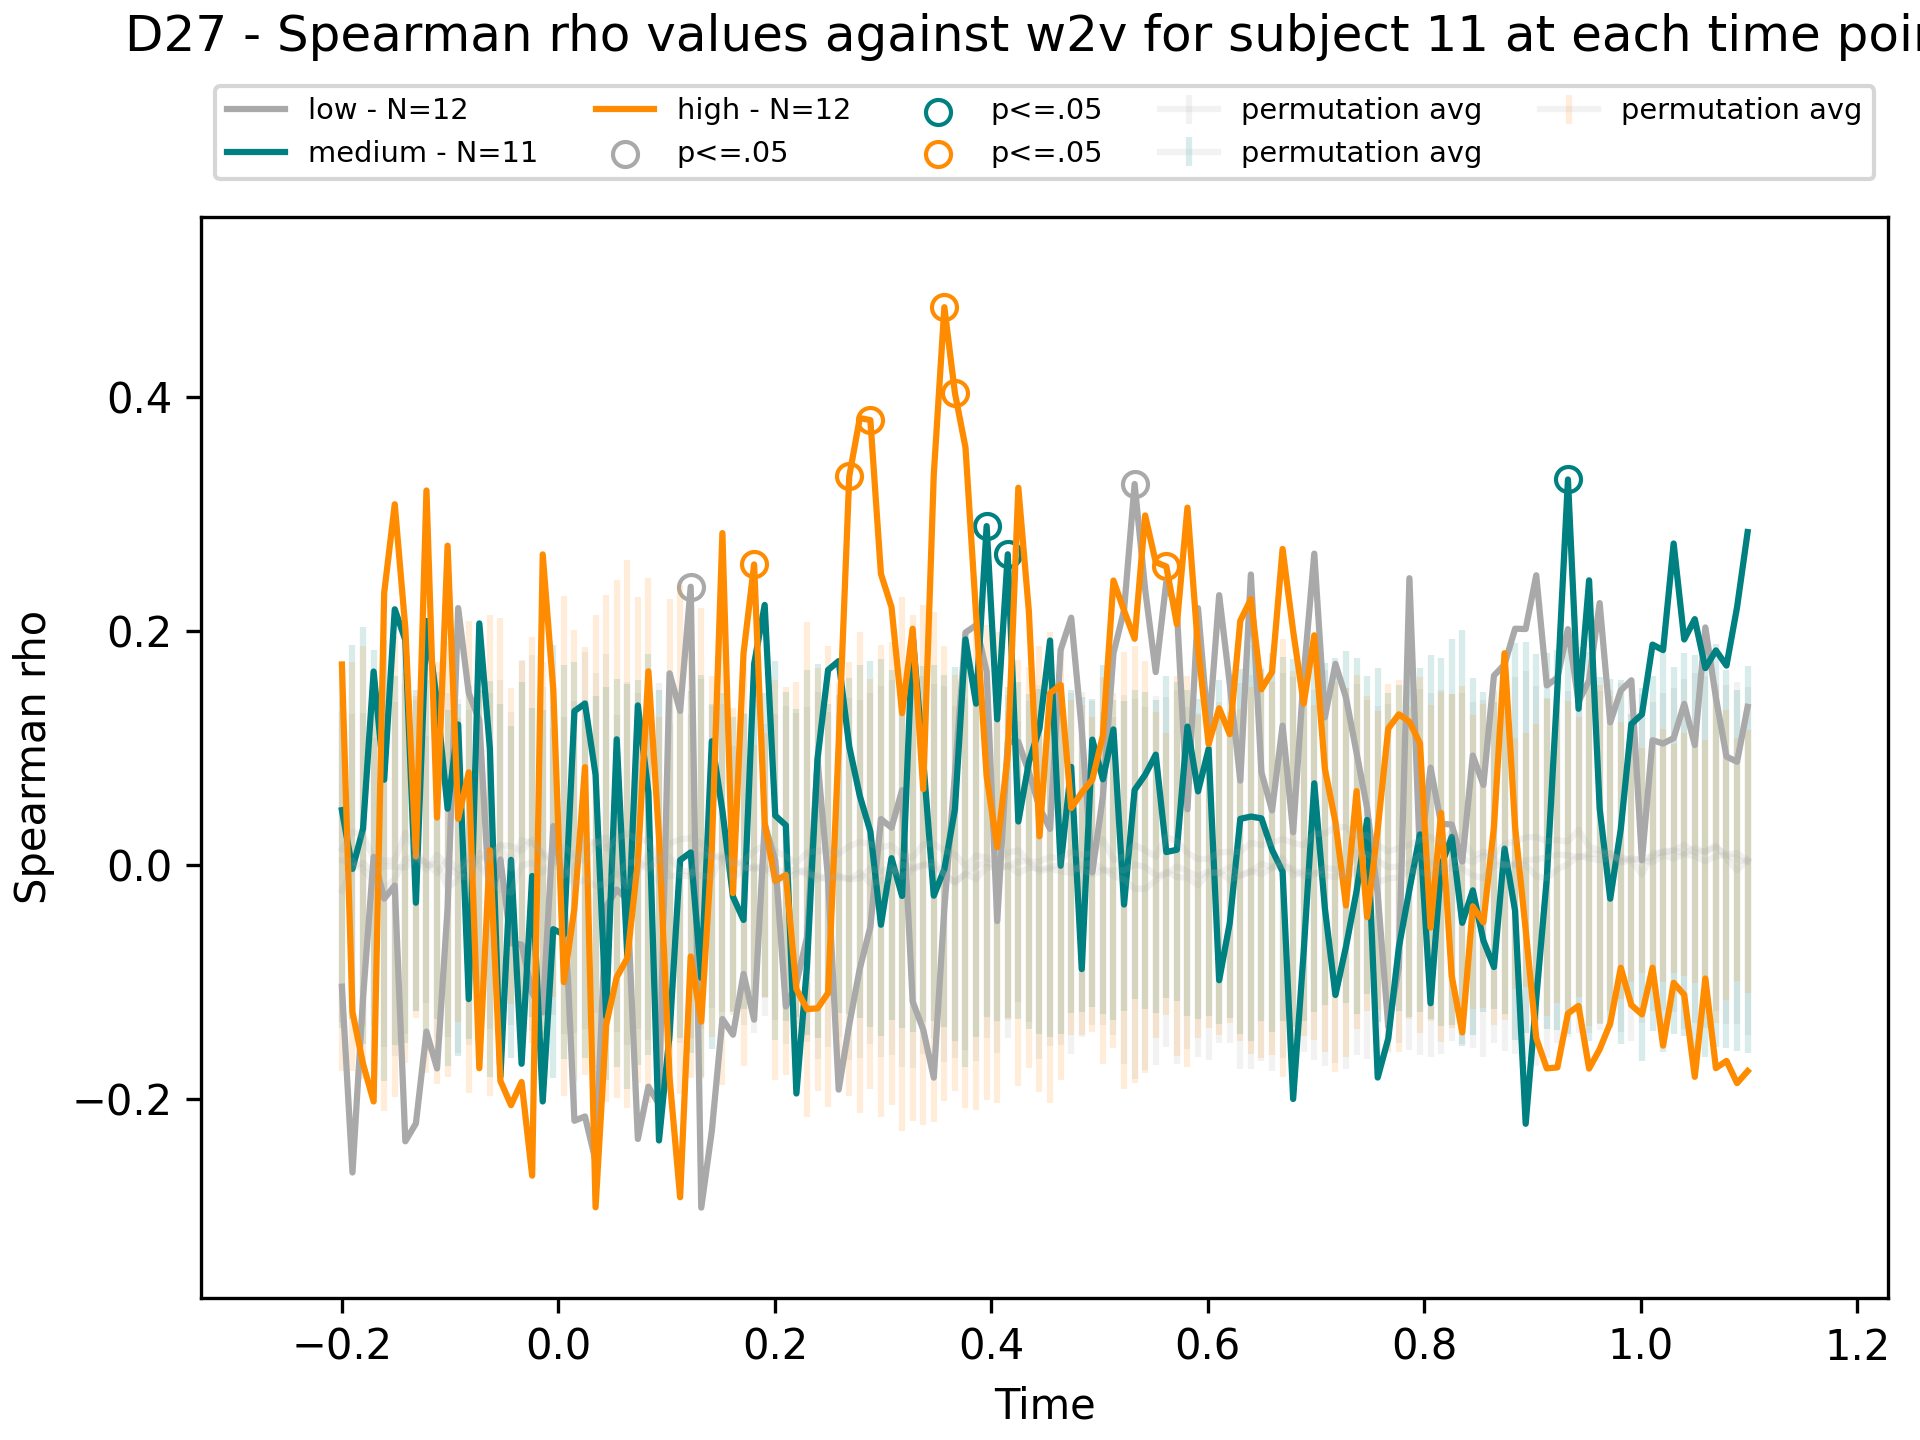 D27 - Spearman rho values against w2v for subject 11 at each time poi
low - N=12
medium - N=11
high - N=12
p<=.05
p<=.05
p<=.05
permutation avg
permutation avg
permutation avg
Spearman rho
0.4
0.2
0.0
−0.2
−0.2 0.0 0.2 0.4 0.6 0.8 1.0 1.2
Time